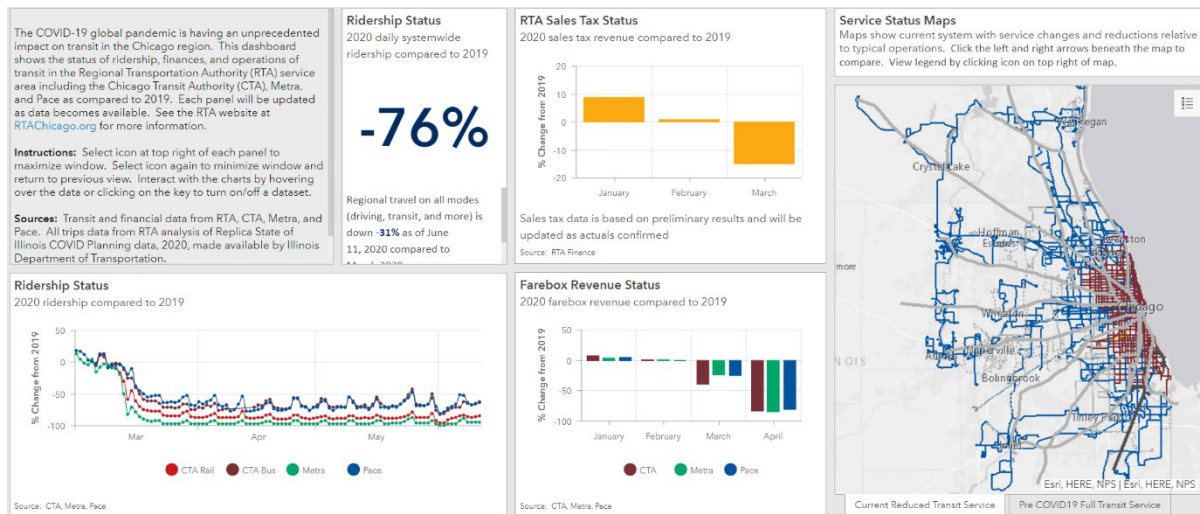 The COVID-19 global pandemic is having an unprecedented
impact on transit in the Chicago region. This dashboard
shows the status of ridership, finances, and operations of
transit in the Regional Transportation Authority (RTA) service
area including the Chicago Transit Authority (CTA), Metra,
and Pace as compared to 2019. Each panel will be updated
as data becomes available. See the RTA website at
RTAChicago.org for more information.
Instructions: Select icon at top right of each panel to
maximize window. Select icon again to minimize window and
return to previous view. Interact with the charts by hovering
over the data or clicking on the key to turn on/off a dataset.
Sources: Transit and financial data from RTA, CTA, Metra, and
Pace. All trips data from RTA analysis of Replica State of
Illinois COVID Planning data, 2020, made available by Illinois
Department of Transportation.
Ridership Status
2020 daily systemwide
ridership compared to 2019
-76%
Regional travel on all modes
(driving, transit, and more) is
down -31% as of June
11, 2020 compared to
RTA Sales Tax Status
2020 sales tax revenue compared to 2019
% Change from 2019
20
10
0
-10
-20
January
February
March
Sales tax data is based on preliminary results and will be
updated as actuals confirmed
Source: RTA Finance
Service Status Maps
Maps show current system with service changes and reductions relative
to typical operations. Click the left and right arrows beneath the map to
compare. View legend by clicking icon on top right of map.
Waukegan
Crystal Lake
Hoffman
Estates
more
Chicago
Wheaton
Naperville
NOIS
Bolingbrook
Tinley Park
Joliet
Esri, HERE, NPS | Esri, HERE, NPS
Current Reduced Transit Service
Pre COVID19 Full Transit Service
Ridership Status
2020 ridership compared to 2019
% Change from 2019
50
0
-50
-100
Mar
Apr
May
CTA Rail
CTA Bus
Metra
Pace
Source: CTA, Metra, Pace
Farebox Revenue Status
2020 farebox revenue compared to 2019
% Change from 2019
50
0
-50
-100
January
February
March
April
CTA
Metra
Pace
Source: CTA, Metra, Pace